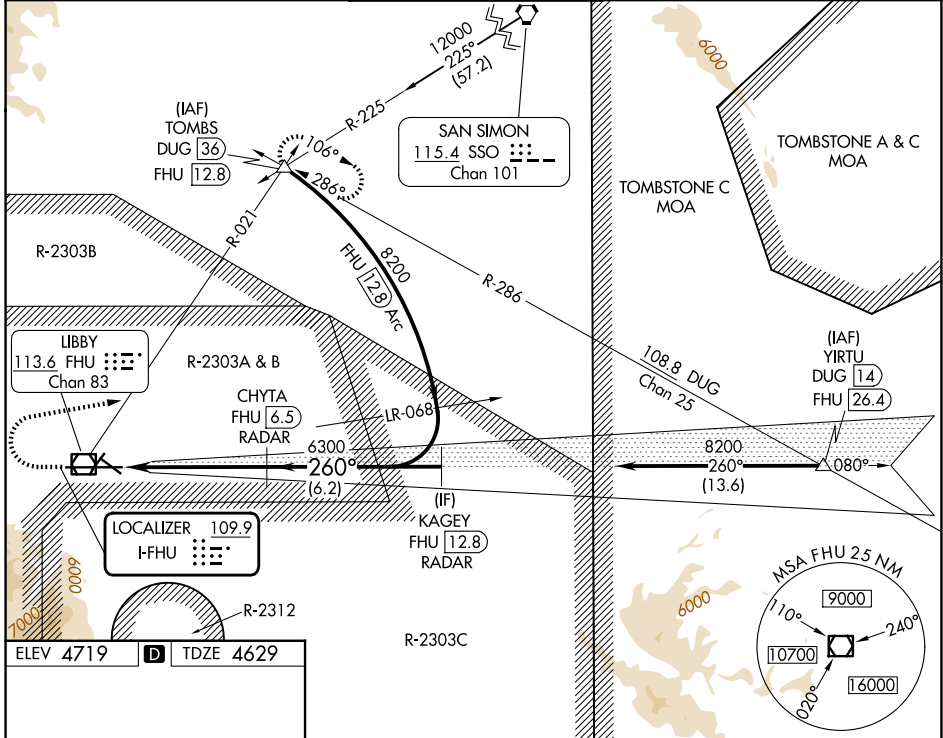 12000
225°
(57.2)
R-225
6000
(IAF)
TOMBS
DUG 36
FHU 12.8
106°
286°
SAN SIMON
115.4 SSO
Chan 101
TOMBSTONE A & C
MOA
TOMBSTONE C
MOA
R-021
R-2303B
8200
FHU 12.8 Arc
R-286
LIBBY
113.6 FHU
Chan 83
R-2303A & B
108.8 DUG
Chan 25
(IAF)
YIRTU
DUG 14
FHU 26.4
CHYTA
FHU 6.5
RADAR
LR-068
6300
260°
(6.2)
8200
260°
(13.6)
080°
(IF)
KAGEY
FHU 12.8
RADAR
LOCALIZER 109.9
I-FHU
6000
7000
R-2312
R-2303C
6000
MSA FHU 25 NM
110°
9000
240°
10700
16000
020°
ELEV 4719 D TDZE 4629